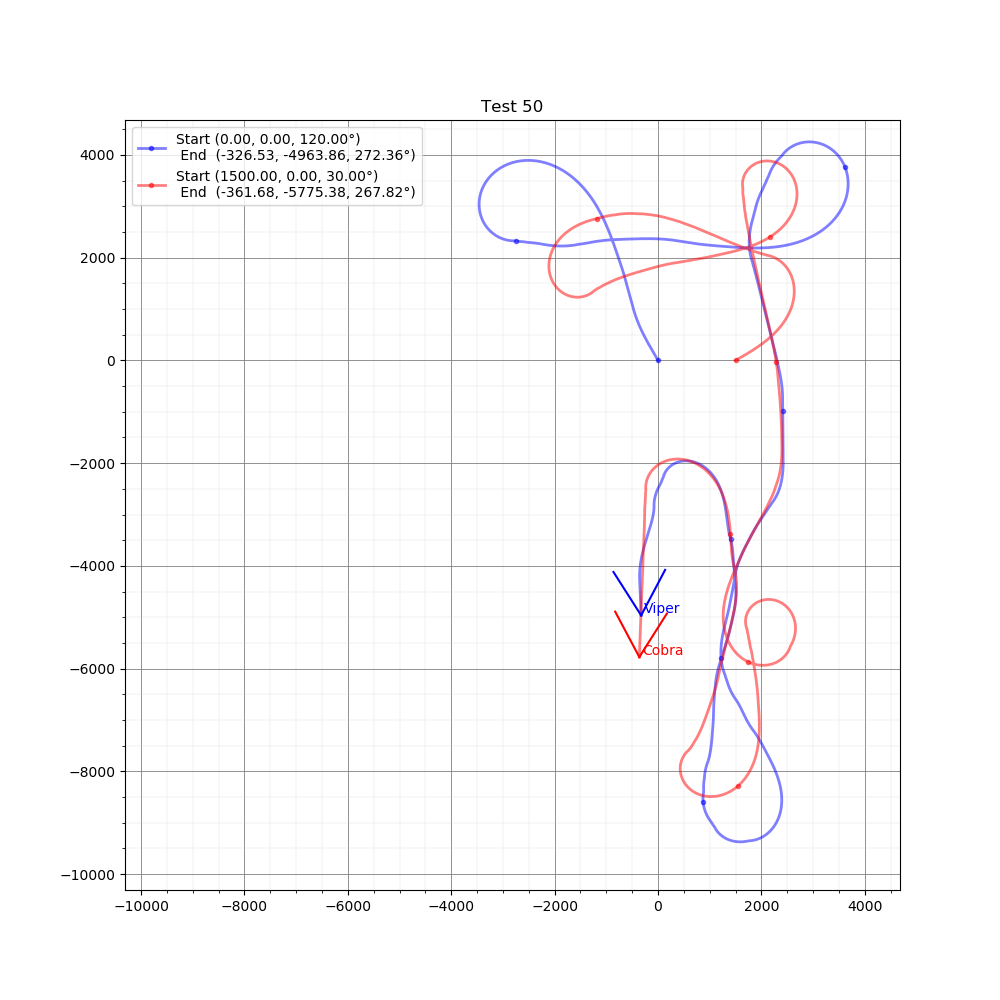 Test 50
Start (0.00, 0.00, 120.00°)
End (-326.53, -4963.86, 272.36°)
Start (1500.00, 0.00, 30.00°)
End (-361.68, -5775.38, 267.82°)
4000
2000
0
−2000
−4000
−6000
−8000
−10000
Viper
Cobra
−10000 −8000 −6000 −4000 −2000 0 2000 4000